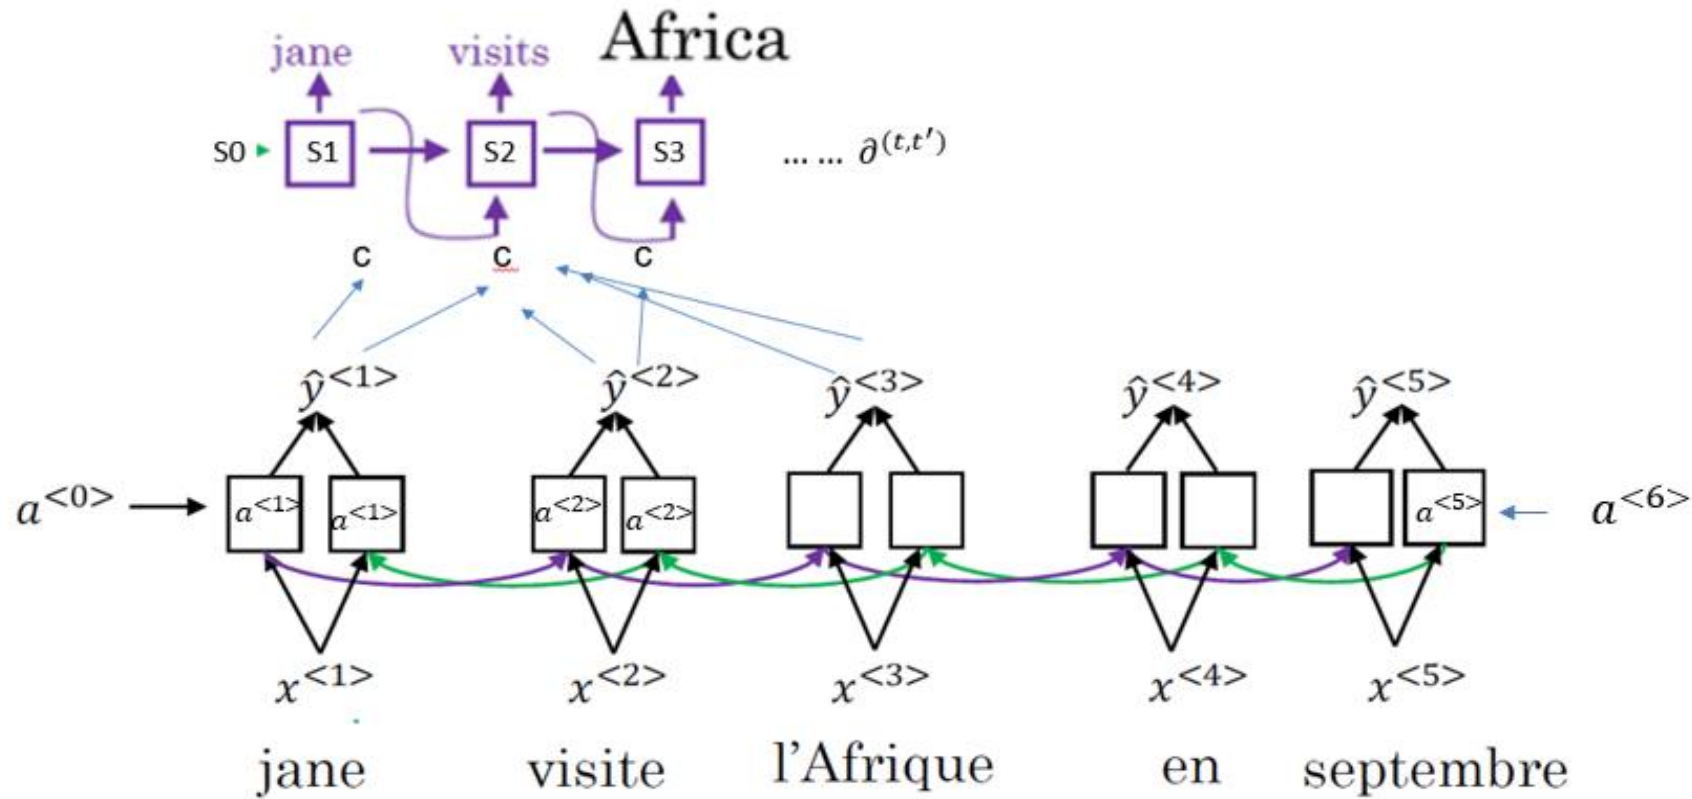 jane visits Africa
S0 S1 S2 S3 ... ... ∂^(t,t′)
c c c
ŷ^<1> ŷ^<2> ŷ^<3> ŷ^<4> ŷ^<5>
a^<0> a^<1> a^<1> a^<2> a^<2> a^<5> a^<6>
x^<1> x^<2> x^<3> x^<4> x^<5>
jane visite l'Afrique en septembre